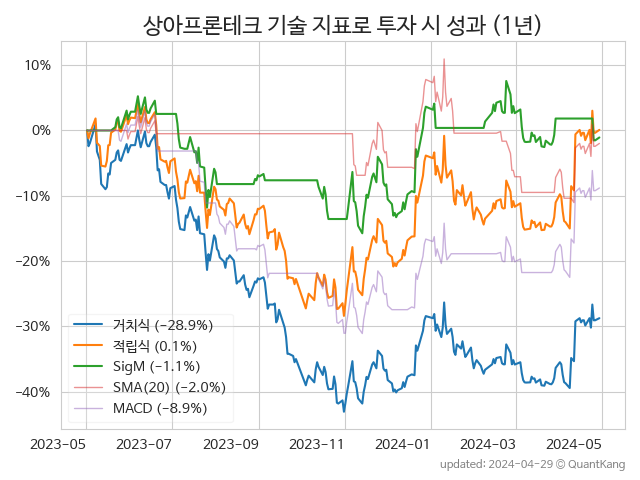 상아프론테크 기술 지표로 투자 시 성과 (1년)
10%
0%
−10%
−20%
−30%
−40%
거치식 (−28.9%)
적립식 (0.1%)
SigM (−1.1%)
SMA(20) (−2.0%)
MACD (−8.9%)
2023-05 2023-07 2023-09 2023-11 2024-01 2024-03 2024-05
updated: 2024-04-29 © QuantKang